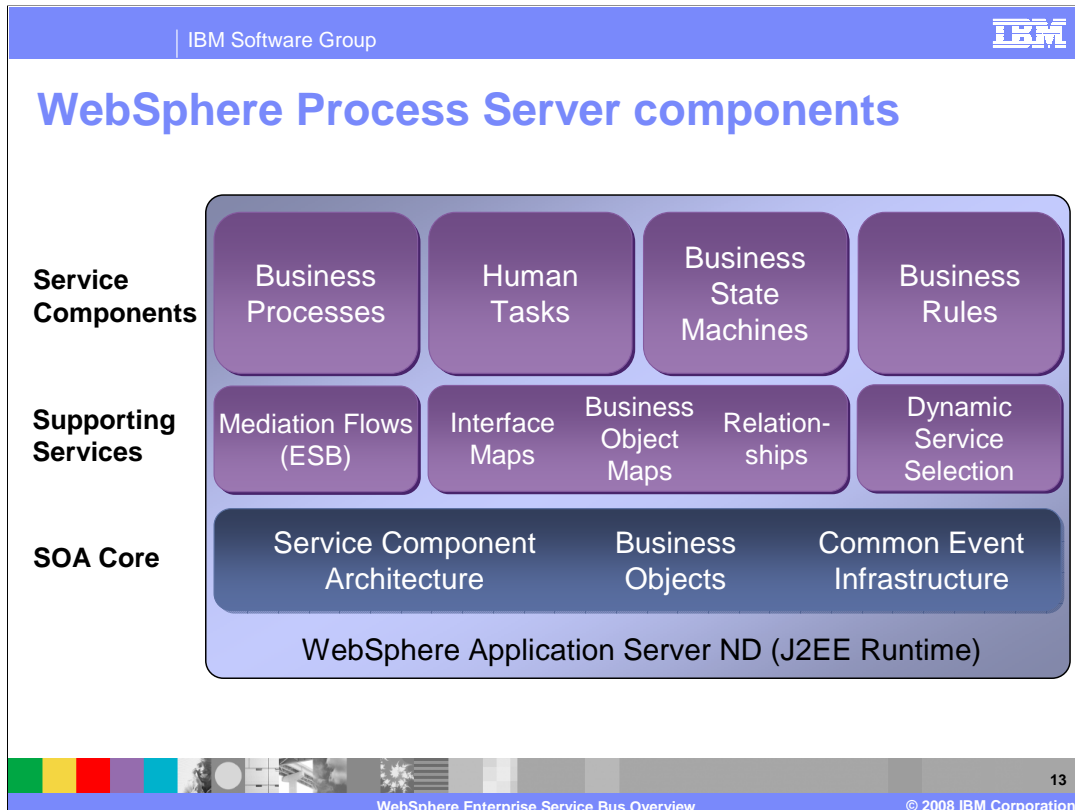 IBM Software Group
IBM
WebSphere Process Server components
Service
Components
Business
Processes
Human
Tasks
Business
State
Machines
Business
Rules
Supporting
Services
Mediation Flows
(ESB)
Interface
Maps
Business
Object
Maps
Relation-
ships
Dynamic
Service
Selection
SOA Core
Service Component
Architecture
Business
Objects
Common Event
Infrastructure
WebSphere Application Server ND (J2EE Runtime)
13
WebSphere Enterprise Service Bus Overview
© 2008 IBM Corporation